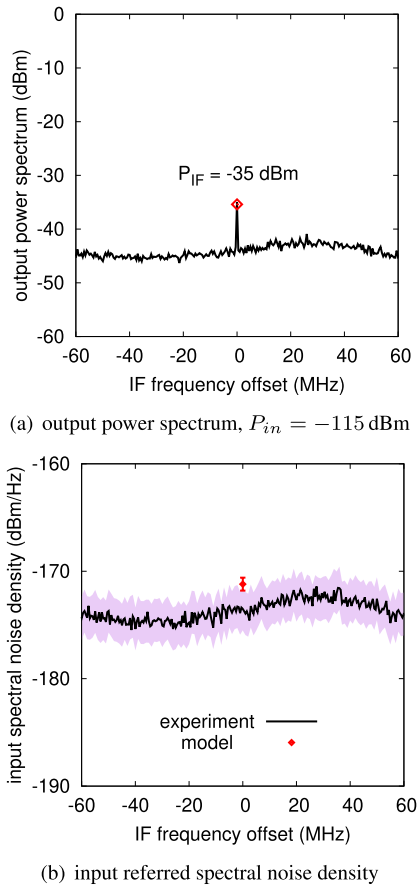 0
-10
-20
-30
-40
-50
-60
output power spectrum (dBm)
P_IF = -35 dBm
-60 -40 -20 0 20 40 60
IF frequency offset (MHz)
(a) output power spectrum, P_in = −115 dBm
-160
-170
-180
-190
input spectral noise density (dBm/Hz)
experiment
model
-60 -40 -20 0 20 40 60
IF frequency offset (MHz)
(b) input referred spectral noise density